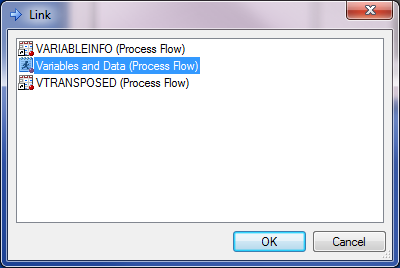 Link
VARIABLEINFO (Process Flow)
Variables and Data (Process Flow)
VTRANSPOSED (Process Flow)
OK
Cancel